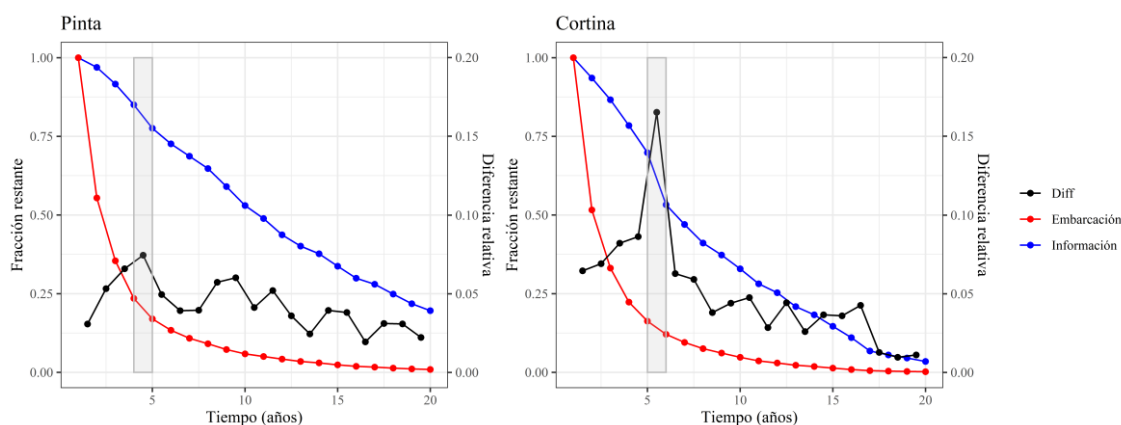 Pinta
Cortina
1.00
0.75
0.50
0.25
0.00
Fracción restante
0.20
0.15
0.10
0.05
0.00
Diferencia relativa
5
10
15
20
Tiempo (años)
1.00
0.75
0.50
0.25
0.00
Fracción restante
0.20
0.15
0.10
0.05
0.00
Diferencia relativa
5
10
15
20
Tiempo (años)
Diff
Embarcación
Información